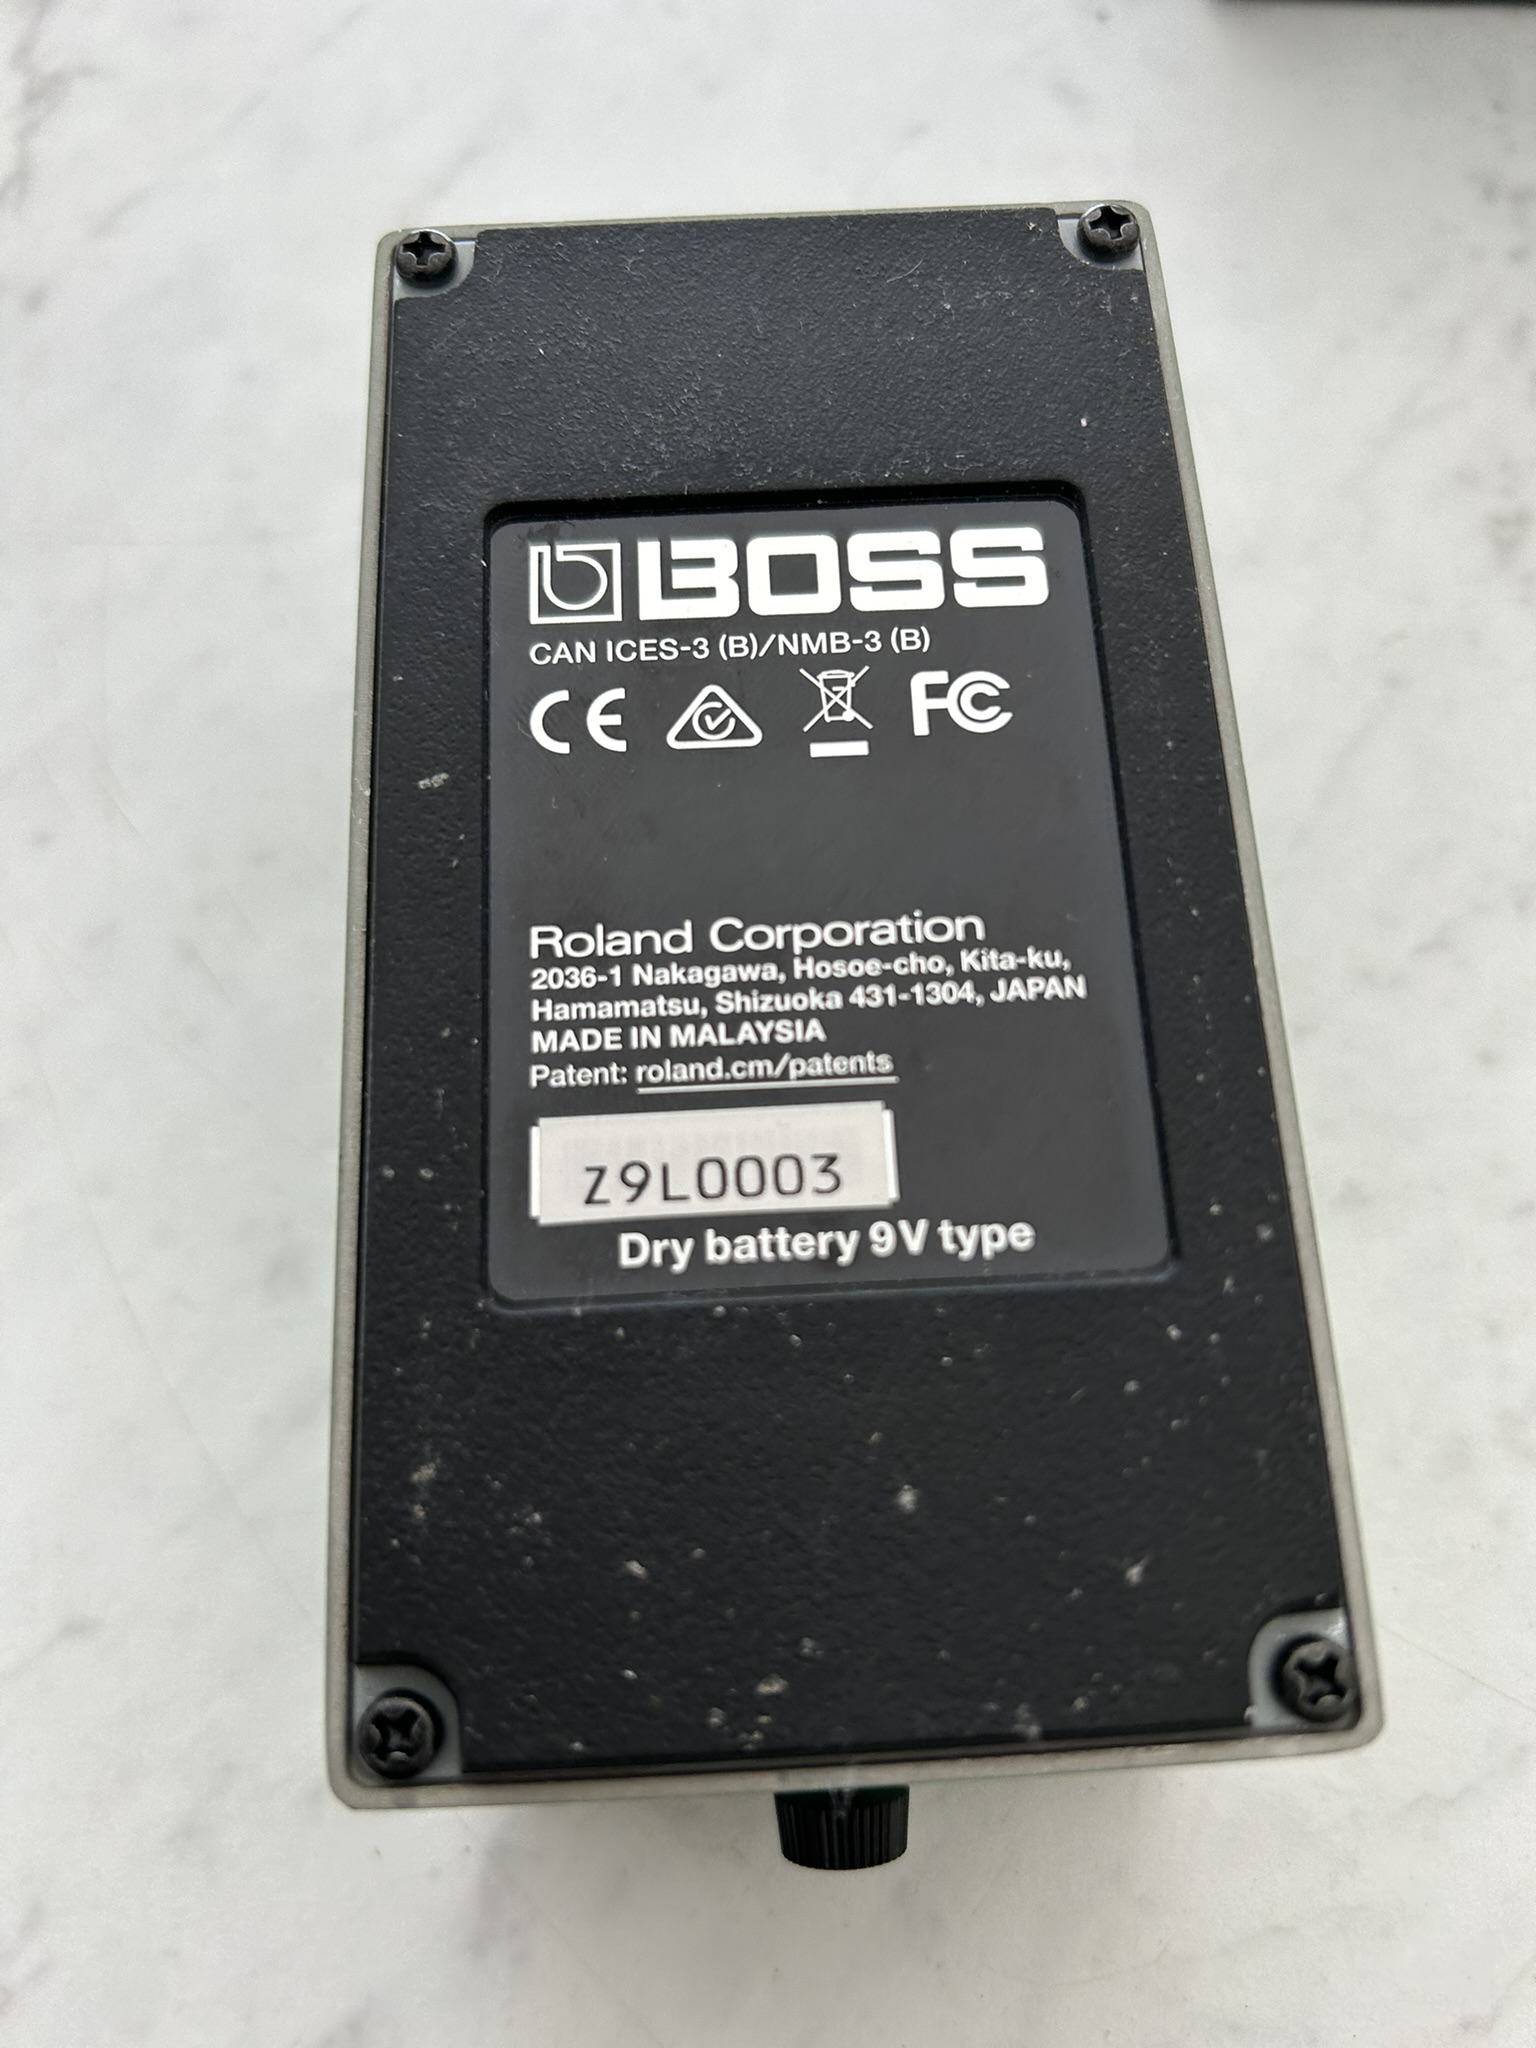 BOSS
CAN ICES-3 (B)/NMB-3 (B)
CE FC
Roland Corporation
2036-1 Nakagawa, Hosoe-cho, Kita-ku,
Hamamatsu, Shizuoka 431-1304, JAPAN
MADE IN MALAYSIA
Patent: roland.cm/patents
Z9L0003
Dry battery 9V type